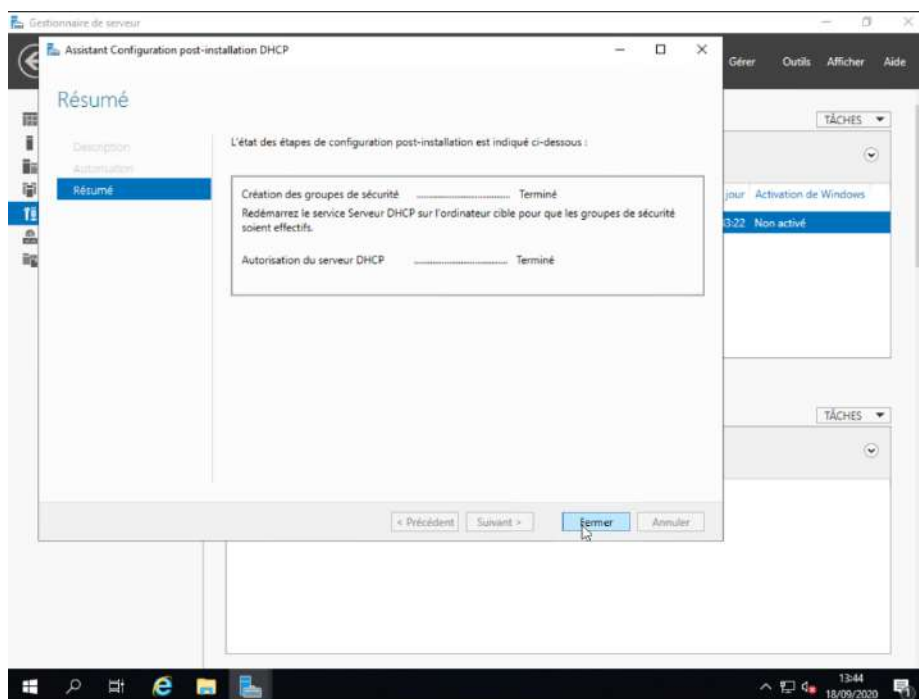 Gestionnaire de serveur
Assistant Configuration post-installation DHCP
Gérer Outils Afficher Aide
Résumé
TÂCHES
Description
Autorisation
Résumé
L'état des étapes de configuration post-installation est indiqué ci-dessous :
Création des groupes de sécurité .................................. Terminé
Redémarrez le service Serveur DHCP sur l'ordinateur cible pour que les groupes de sécurité
soient effectifs.
Autorisation du serveur DHCP .................................. Terminé
jour Activation de Windows
3:22 Non activé
TÂCHES
< Précédent Suivant > Fermer Annuler
13:44
18/09/2020